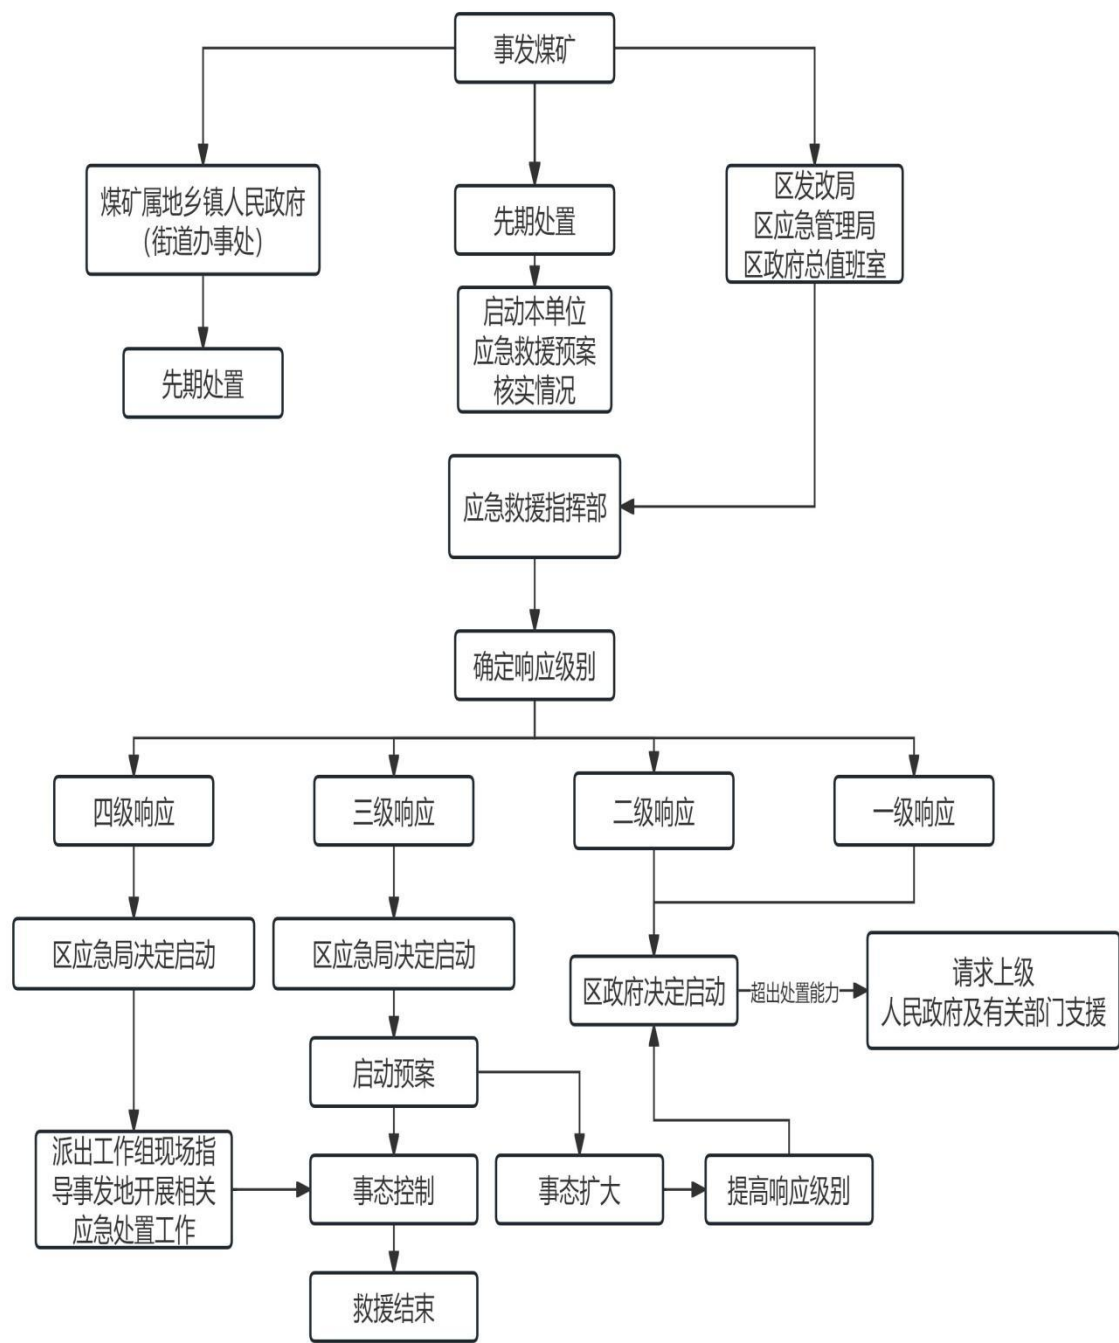 事发煤矿
煤矿属地乡镇人民政府
（街道办事处）
先期处置
区发改局
区应急管理局
区政府总值班室
先期处置
启动本单位
应急救援预案
核实情况
应急救援指挥部
确定响应级别
四级响应
三级响应
二级响应
一级响应
区应急局决定启动
区应急局决定启动
区政府决定启动
超出处置能力
请求上级
人民政府及有关部门支援
启动预案
派出工作组现场指
导事发地开展相关
应急处置工作
事态控制
事态扩大
提高响应级别
救援结束